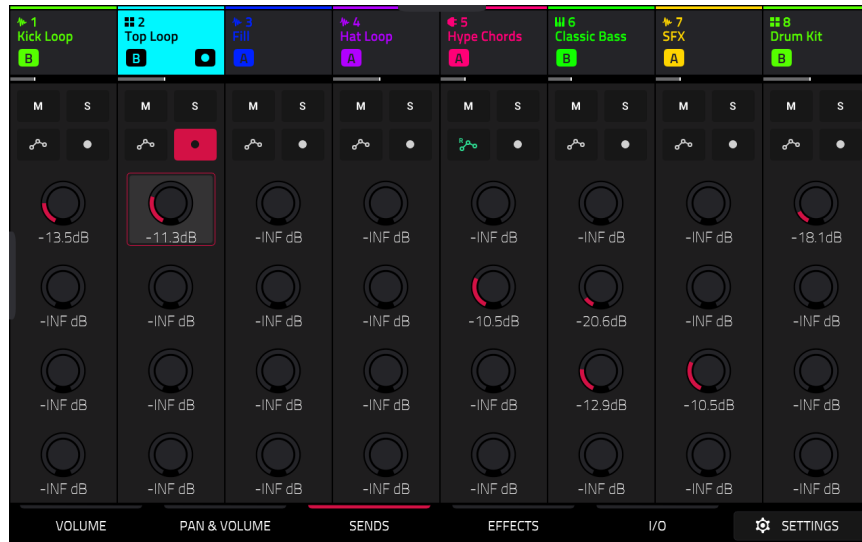 1 2 3 4 5 6 7 8
Kick Loop Top Loop Fill Hat Loop Hype Chords Classic Bass SFX Drum Kit
B B A A A B A B
M S M S M S M S M S M S M S M S
R
-13.5dB -11.3dB -INF dB -INF dB -INF dB -INF dB -INF dB -18.1dB
-INF dB -INF dB -INF dB -INF dB -10.5dB -20.6dB -INF dB -INF dB
-INF dB -INF dB -INF dB -INF dB -INF dB -12.9dB -10.5dB -INF dB
-INF dB -INF dB -INF dB -INF dB -INF dB -INF dB -INF dB -INF dB
VOLUME PAN & VOLUME SENDS EFFECTS I/O SETTINGS